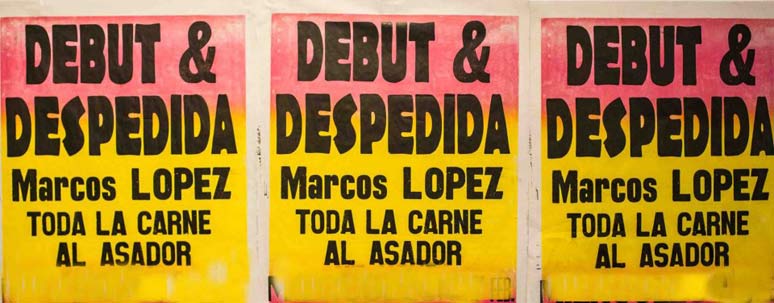 DEBUT &
DESPEDIDA
Marcos LOPEZ
TODA LA CARNE
AL ASADOR
DEBUT &
DESPEDIDA
Marcos LOPEZ
TODA LA CARNE
AL ASADOR
DEBUT &
DESPEDIDA
Marcos LOPEZ
TODA LA CARNE
AL ASADOR